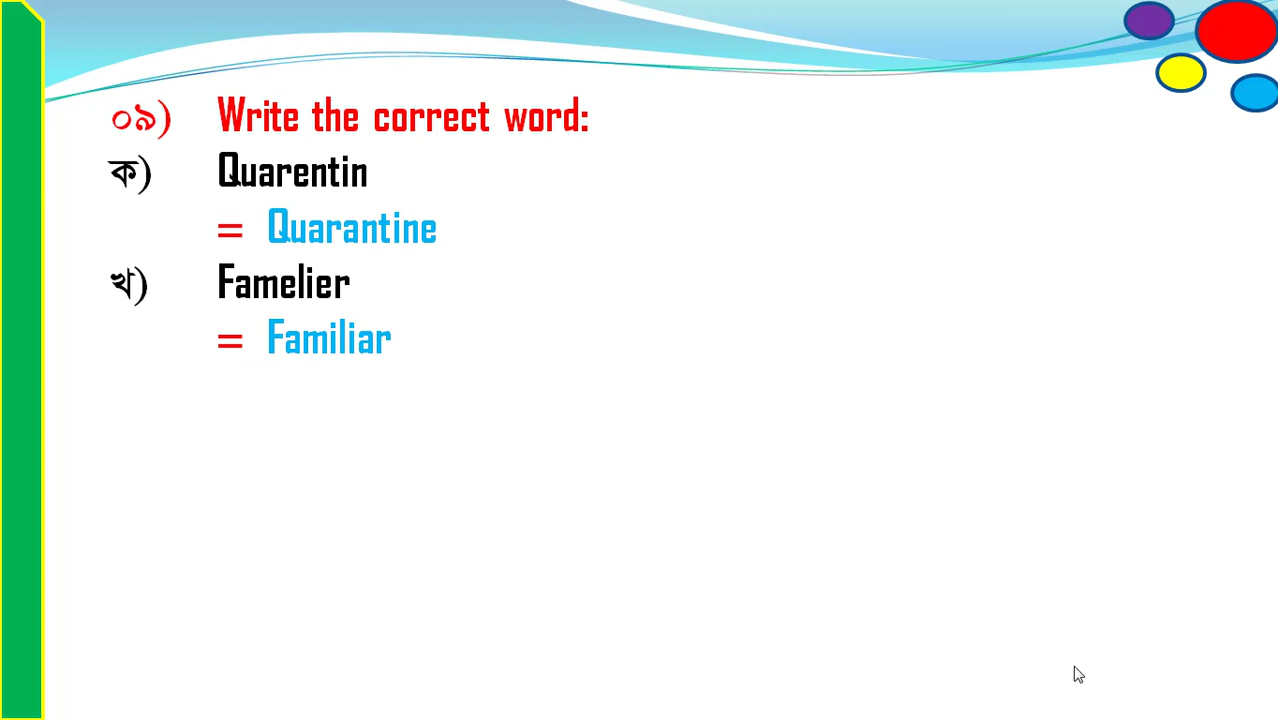 ০৯) Write the correct word:
ক) Quarentin
= Quarantine
খ) Famelier
= Familiar